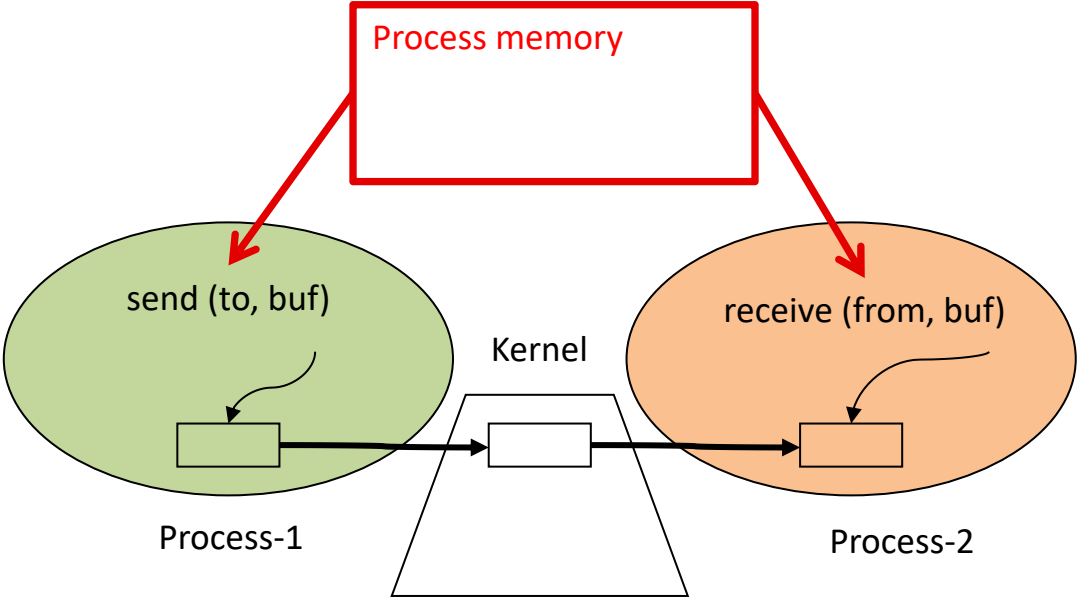 Process memory
send (to, buf)
receive (from, buf)
Kernel
Process-1
Process-2